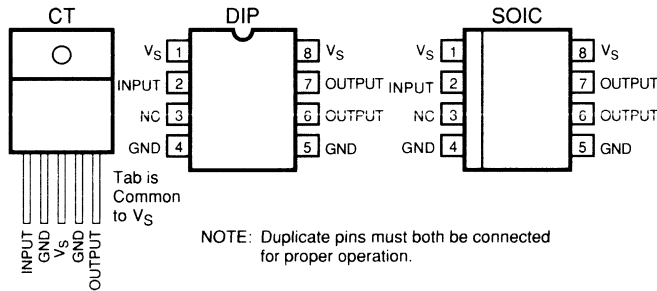 CT
DIP
SOIC
VS 1
INPUT 2
NC 3
GND 4
8 VS
7 OUTPUT
6 OUTPUT
5 GND
VS 1
INPUT 2
NC 3
GND 4
8 VS
7 OUTPUT
6 OUTPUT
5 GND
Tab is
Common
to VS
INPUT
GND
VS
GND
OUTPUT
NOTE: Duplicate pins must both be connected
for proper operation.